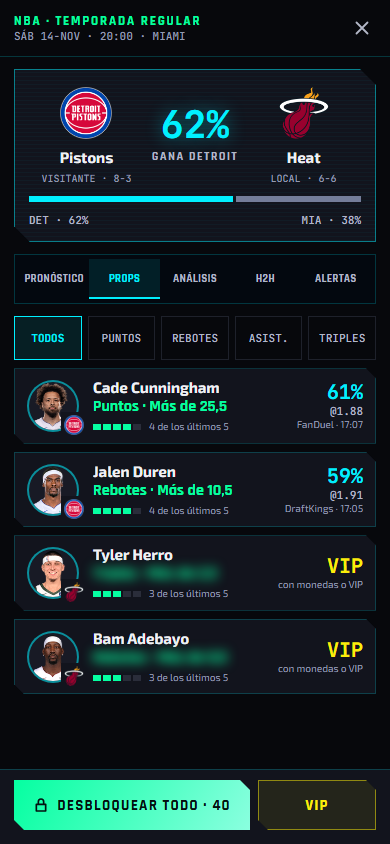 NBA · TEMPORADA REGULAR
SÁB 14-NOV · 20:00 · MIAMI
DETROIT PISTONS
62%
GANA DETROIT
Pistons
Heat
VISITANTE · 8-3
LOCAL · 6-6
DET · 62%
MIA · 38%
PRONÓSTICO PROPS ANÁLISIS H2H ALERTAS
TODOS PUNTOS REBOTES ASIST. TRIPLES
Cade Cunningham
Puntos · Más de 25,5
4 de los últimos 5
61%
@1.88
FanDuel · 17:07
Jalen Duren
Rebotes · Más de 10,5
4 de los últimos 5
59%
@1.91
DraftKings · 17:05
Tyler Herro
3 de los últimos 5
VIP
con monedas o VIP
Bam Adebayo
3 de los últimos 5
VIP
con monedas o VIP
DESBLOQUEAR TODO · 40
VIP